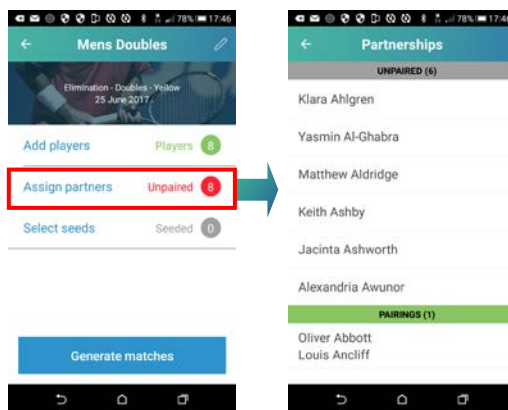 78% 17:46
Mens Doubles
Elimination - Doubles - Yellow
25 June 2017
Add players Players 8
Assign partners Unpaired 8
Select seeds Seeded 0
Generate matches
78% 17:46
Partnerships
UNPAIRED (6)
Klara Ahlgren
Yasmin Al-Ghabra
Matthew Aldridge
Keith Ashby
Jacinta Ashworth
Alexandria Awunor
PAIRINGS (1)
Oliver Abbott
Louis Ancliff